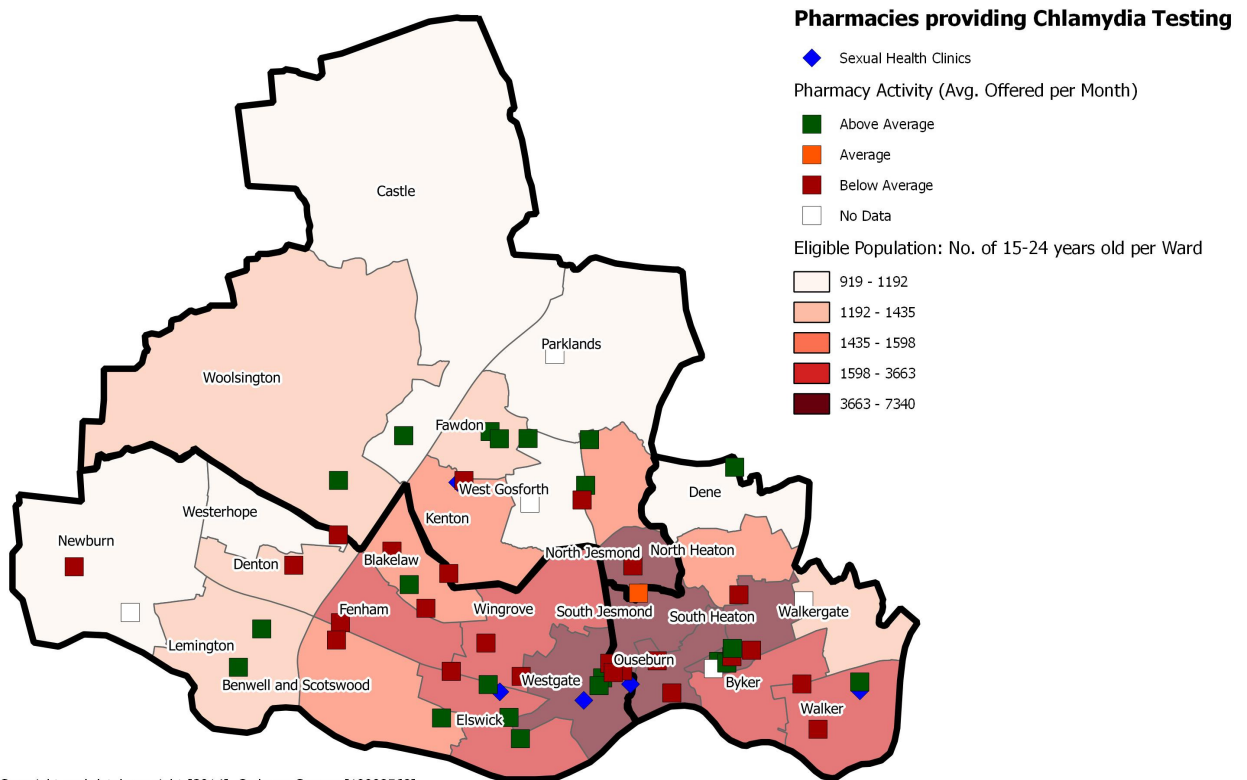 Pharmacies providing Chlamydia Testing
Sexual Health Clinics
Pharmacy Activity (Avg. Offered per Month)
Above Average
Average
Below Average
No Data
Eligible Population: No. of 15-24 years old per Ward
919 - 1192
1192 - 1435
1435 - 1598
1598 - 3663
3663 - 7340
Castle
Parklands
Woolsington
Fawdon
West Gosforth
Dene
Westerhope
Kenton
Newburn
North Jesmond
North Heaton
Blakelaw
Denton
Fenham
Wingrove
South Jesmond
South Heaton
Walkergate
Lemington
Ouseburn
Benwell and Scotswood
Westgate
Byker
Elswick
Walker